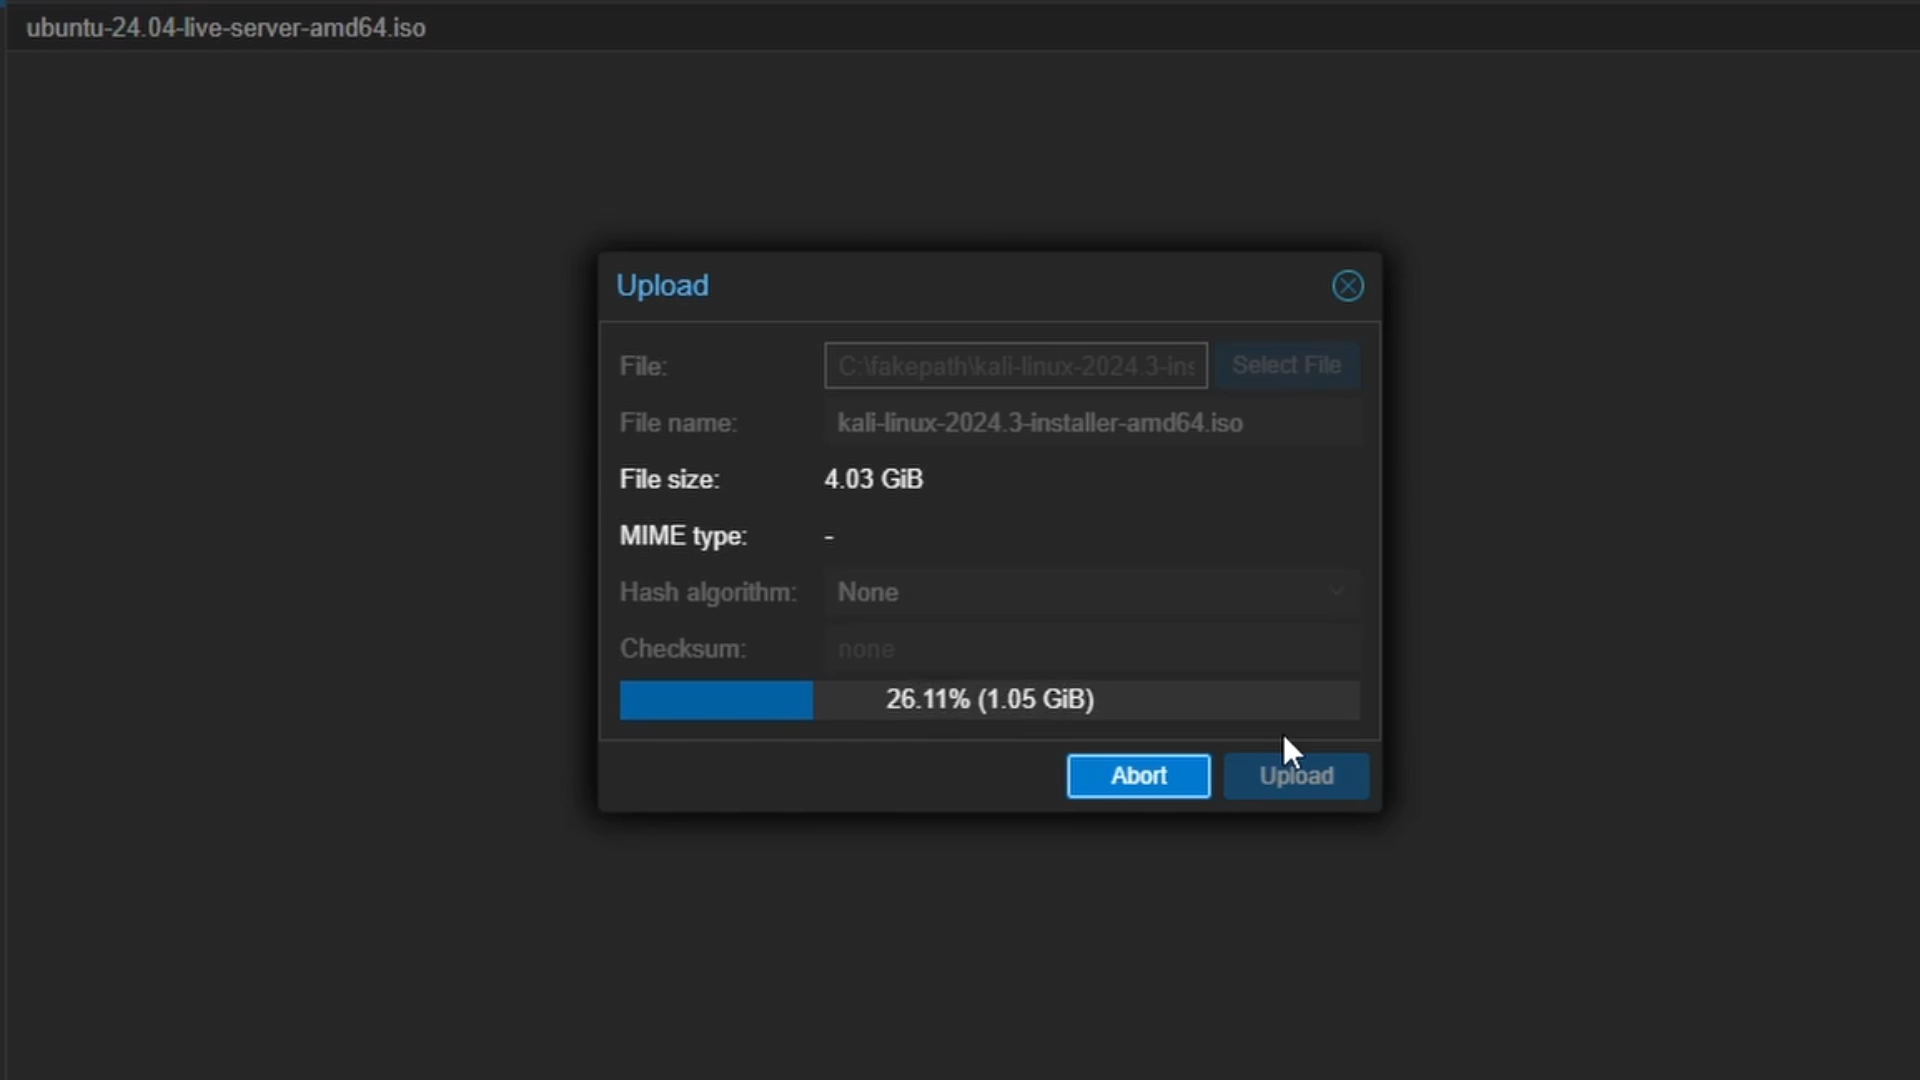 ubuntu-24.04-live-server-amd64.iso
Upload
File: C:\fakepath\kali-linux-2024.3-ins Select File
File name: kali-linux-2024.3-installer-amd64.iso
File size: 4.03 GiB
MIME type: -
Hash algorithm: None
Checksum: none
26.11% (1.05 GiB)
Abort Upload